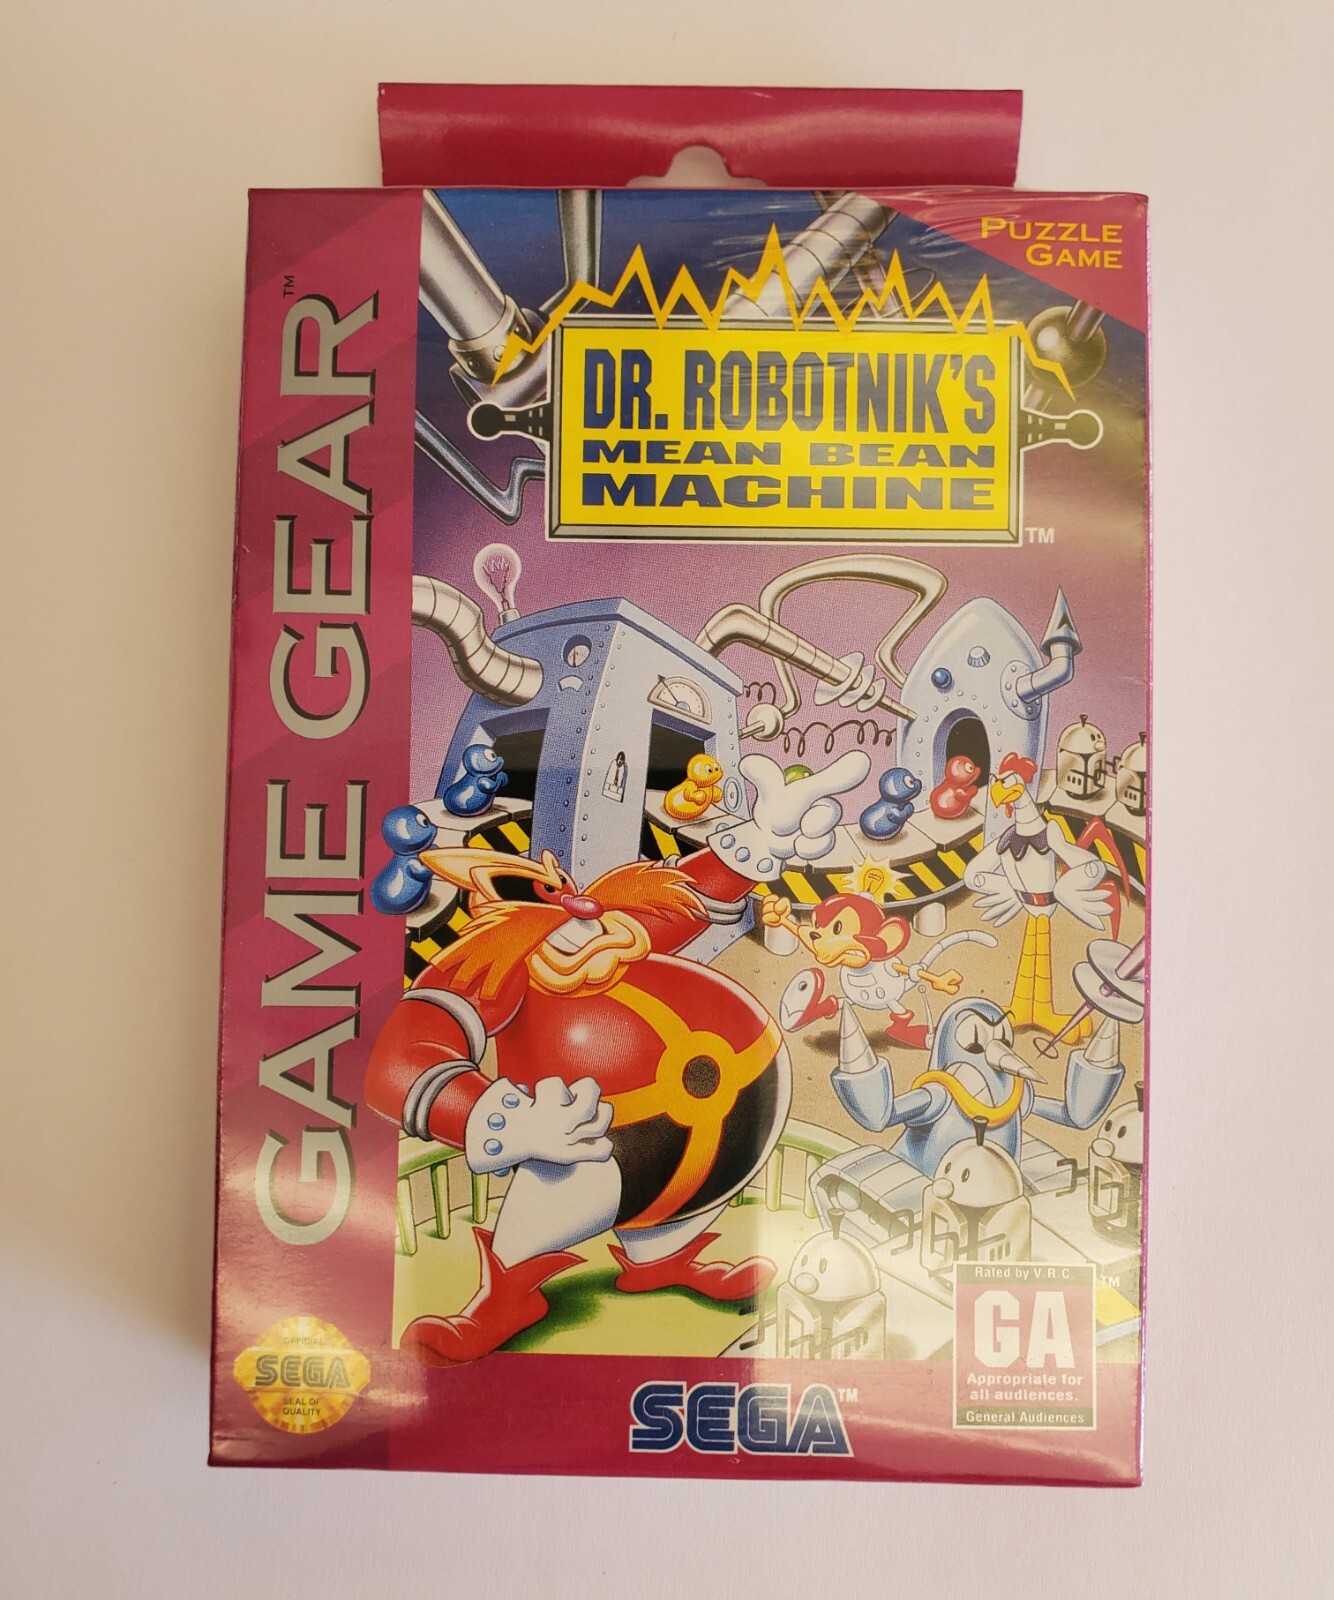 PUZZLE
GAME
DR. ROBOTNIK'S
MEAN BEAN
MACHINE
TM
GAME GEAR
TM
OFFICIAL
SEGA
SEAL OF
QUALITY
SEGA
TM
Rated by V.R.C.
TM
GA
Appropriate for
all audiences.
General Audiences